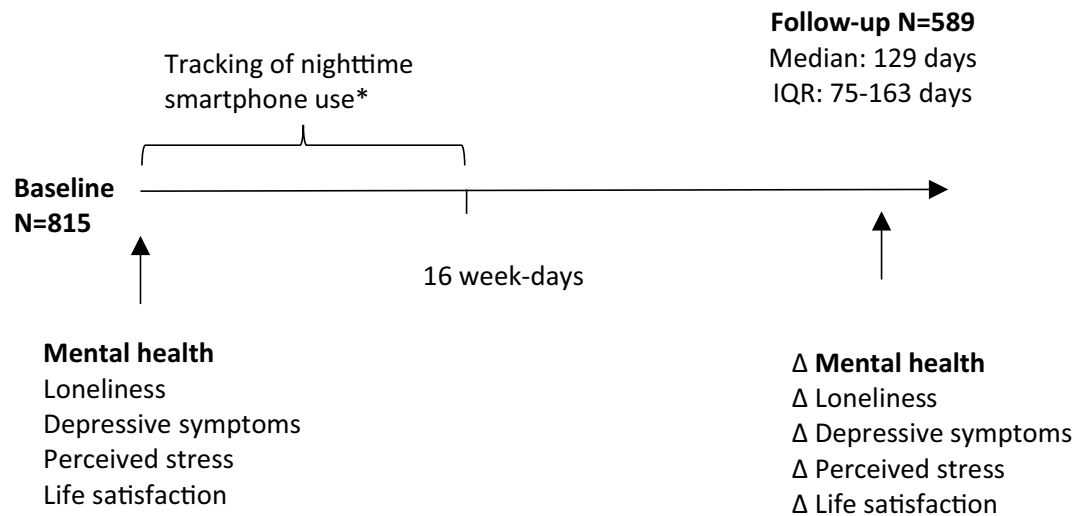 Follow-up N=589
Median: 129 days
IQR: 75-163 days
Tracking of nighttime
smartphone use*
Baseline
N=815
16 week-days
Mental health
Loneliness
Depressive symptoms
Perceived stress
Life satisfaction
Δ Mental health
Δ Loneliness
Δ Depressive symptoms
Δ Perceived stress
Δ Life satisfaction